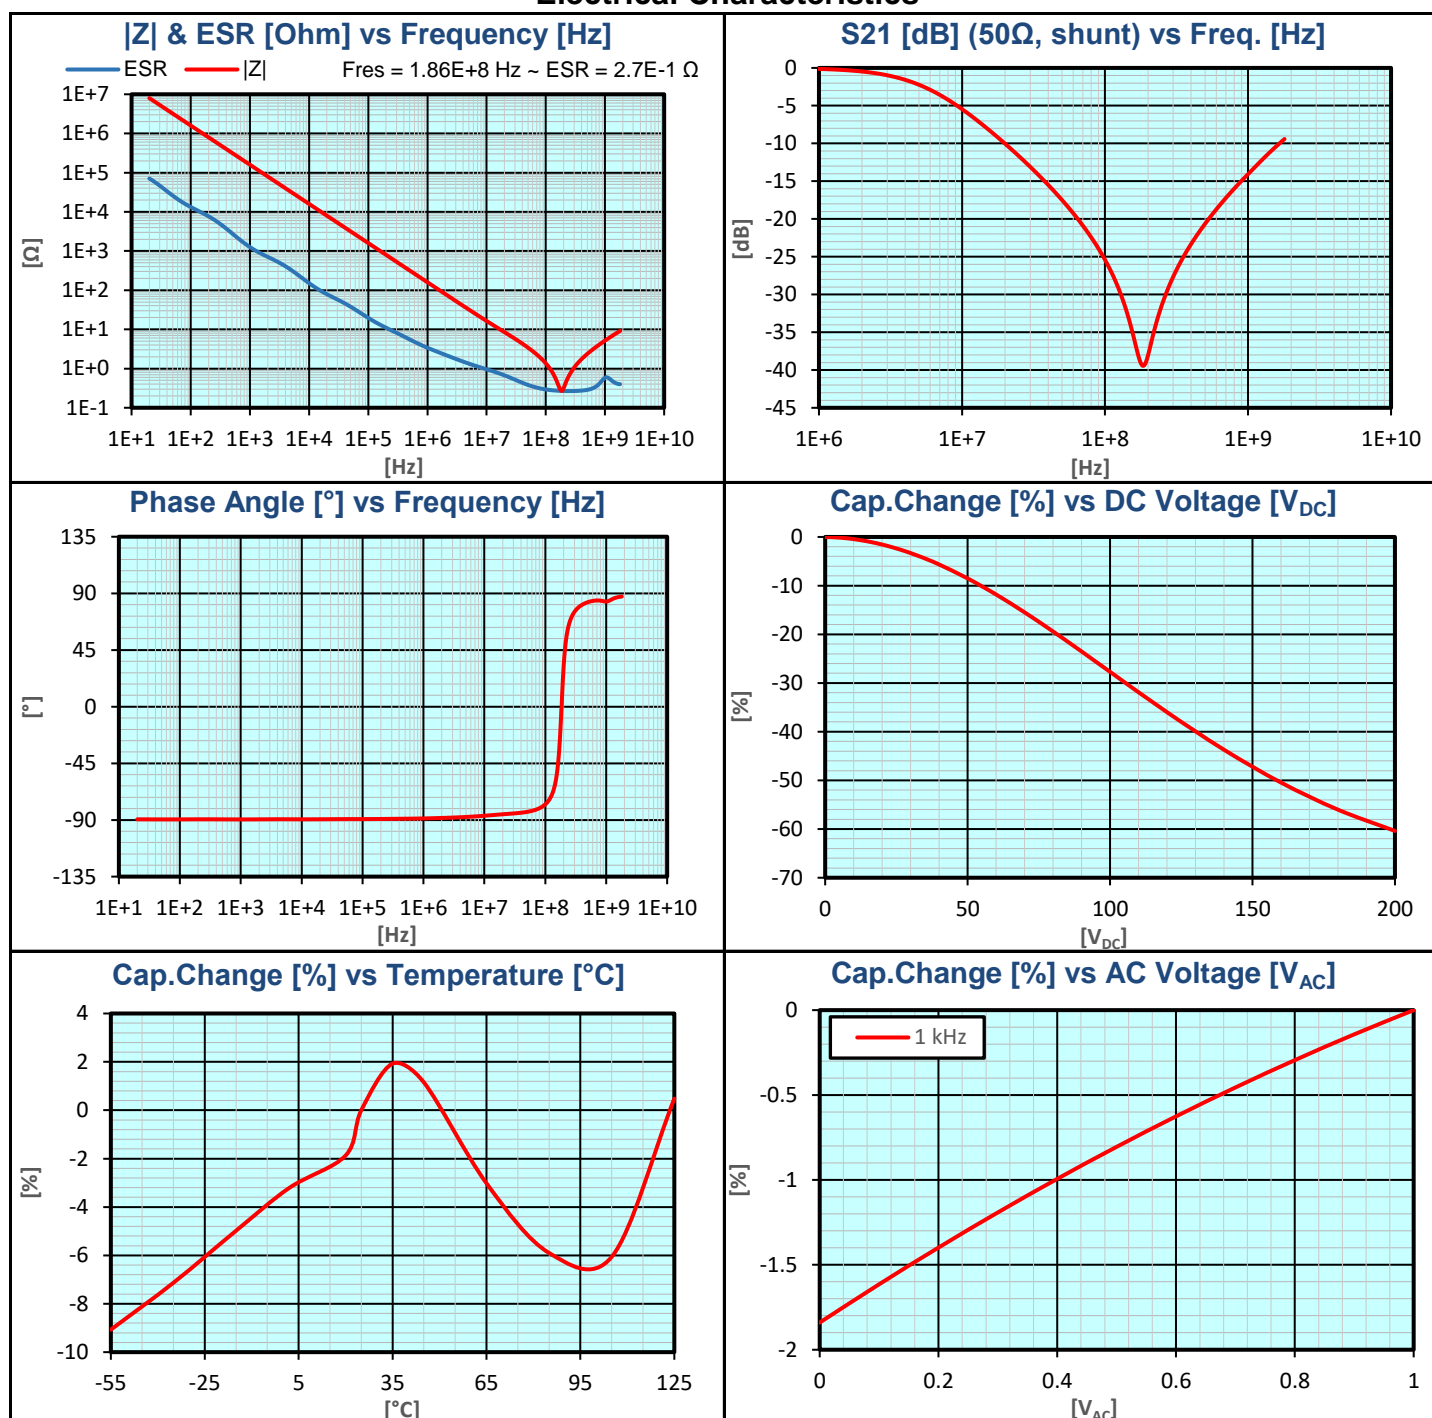 Electrical Characteristics
|Z| & ESR [Ohm] vs Frequency [Hz]
ESR |Z| Fres = 1.86E+8 Hz ~ ESR = 2.7E-1 Ω
1E+7
1E+6
1E+5
1E+4
1E+3
1E+2
1E+1
1E+0
1E-1
[Ω]
1E+1 1E+2 1E+3 1E+4 1E+5 1E+6 1E+7 1E+8 1E+9 1E+10
[Hz]
S21 [dB] (50Ω, shunt) vs Freq. [Hz]
0
-5
-10
-15
-20
-25
-30
-35
-40
-45
[dB]
1E+6 1E+7 1E+8 1E+9 1E+10
[Hz]
Phase Angle [°] vs Frequency [Hz]
135
90
45
0
-45
-90
-135
[°]
1E+1 1E+2 1E+3 1E+4 1E+5 1E+6 1E+7 1E+8 1E+9 1E+10
[Hz]
Cap.Change [%] vs DC Voltage [VDC]
0
-10
-20
-30
-40
-50
-60
-70
[%]
0 50 100 150 200
[VDC]
Cap.Change [%] vs Temperature [°C]
4
2
0
-2
-4
-6
-8
-10
[%]
-55 -25 5 35 65 95 125
[°C]
Cap.Change [%] vs AC Voltage [VAC]
1 kHz
0
-0.5
-1
-1.5
-2
[%]
0 0.2 0.4 0.6 0.8 1
[VAC]